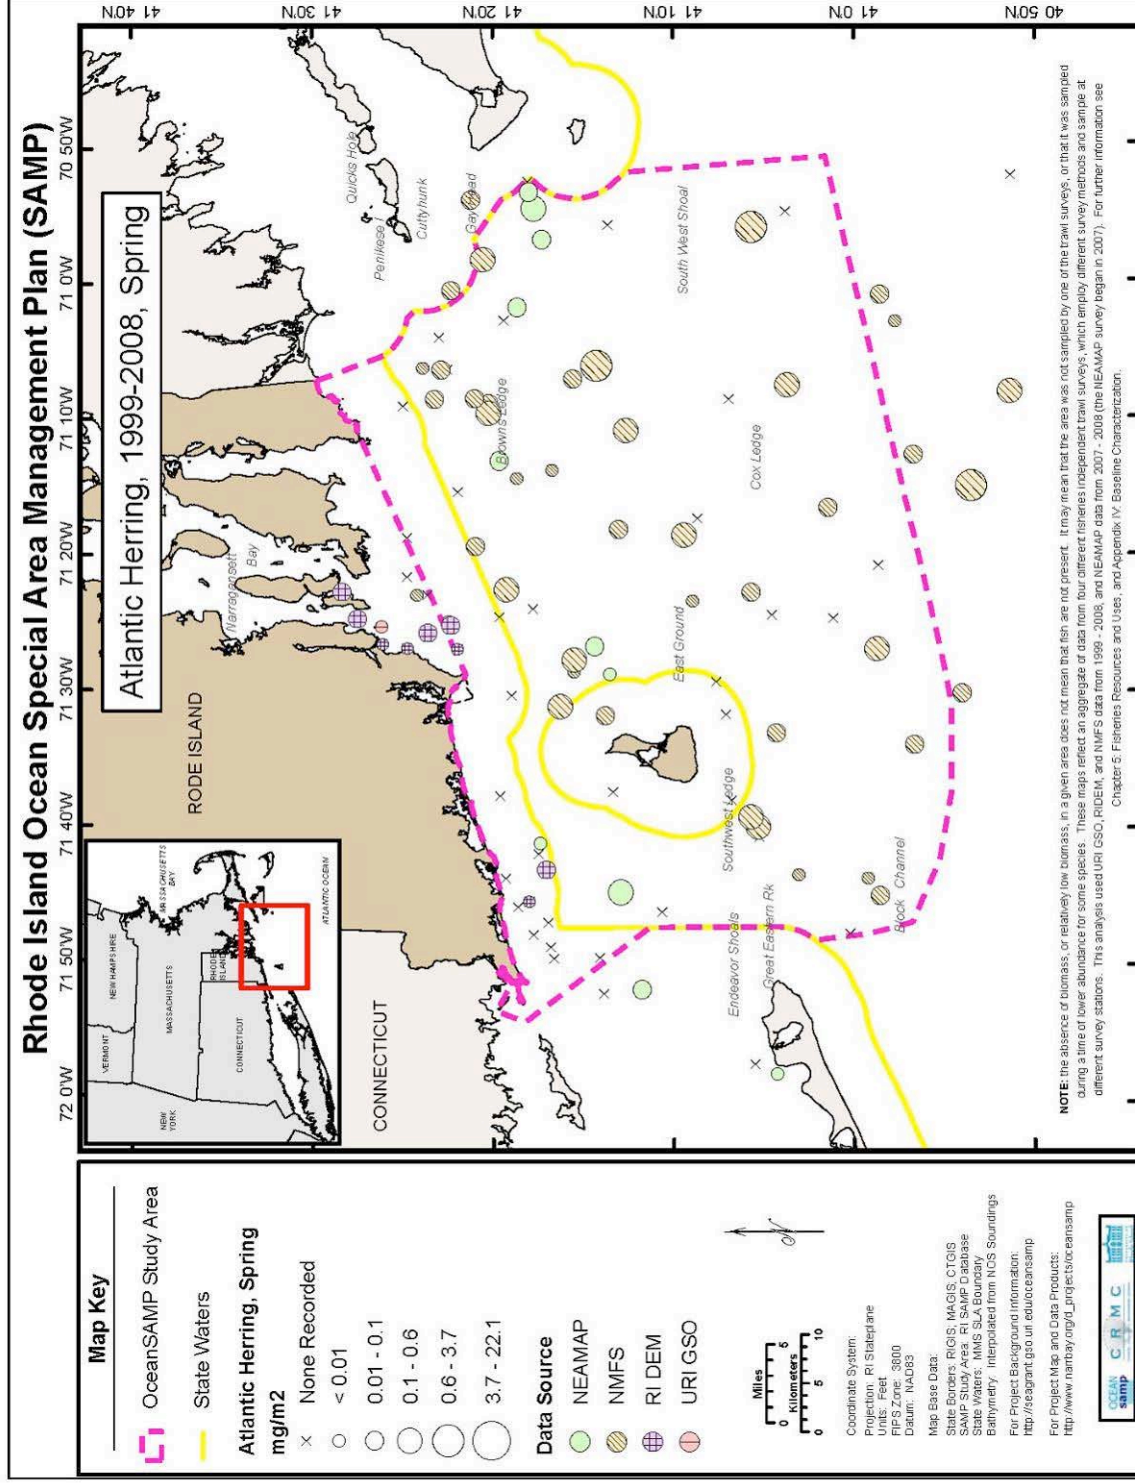 Rhode Island Ocean Special Area Management Plan (SAMP)
Map Key
OceanSAMP Study Area
State Waters
Atlantic Herring, Spring
mg/m2
None Recorded
< 0.01
0.01 - 0.1
0.1 - 0.6
0.6 - 3.7
3.7 - 22.1
Data Source
NEAMAP
NMFS
RI DEM
URI GSO
N
Miles
0 5
Kilometers
0 5 10
Coordinate System:
Projection: RI Stateplane
Units: Feet
FIPS Zone: 3800
Datum: NAD83
Map Base Data:
State Borders: RIGIS; MAGIS; CTGIS
SAMP Study Area: RI SAMP Database
State Waters: MMS SLA Boundary
Bathymetry: Interpolated from NOS Soundings
For Project Background Information:
http://seagrant.gso.uri.edu/oceansamp
For Project Map and Data Products:
http://www.narrbay.org/d_projects/oceansamp
OCEAN
samp
C R M C
72 0'W
71 50'W
71 40'W
71 30'W
71 20'W
71 10'W
71 0'W
70 50'W
41 40'N
41 30'N
41 20'N
41 10'N
41 0'N
40 50'N
Atlantic Herring, 1999-2008, Spring
VERMONT
NEW HAMPSHIRE
NEW
YORK
MASSACHUSETTS
MASSACHUSETTS
BAY
CONNECTICUT
RHODE
ISLAND
ATLANTIC OCEAN
RODE ISLAND
CONNECTICUT
Narragansett
Bay
Quicks Hole
Penikese I
Cuttyhunk
Gay Head
Browns Ledge
South West Shoal
Cox Ledge
East Ground
Southwest Ledge
Endeavor Shoals
Great Eastern Rk
Block Channel
NOTE: the absence of biomass, or relatively low biomass, in a given area does not mean that fish are not present. It may mean that the area was not sampled by one of the trawl surveys, or that it was sampled
during a time of lower abundance for some species. These maps reflect an aggregate of data from four different fisheries independent trawl surveys, which employ different survey methods and sample at
different survey stations. This analysis used URI GSO, RIDEM, and NMFS data from 1999 - 2008, and NEAMAP data from 2007 - 2008 (the NEAMAP survey began in 2007). For further information see
Chapter 5: Fisheries Resources and Uses, and Appendix IV: Baseline Characterization.